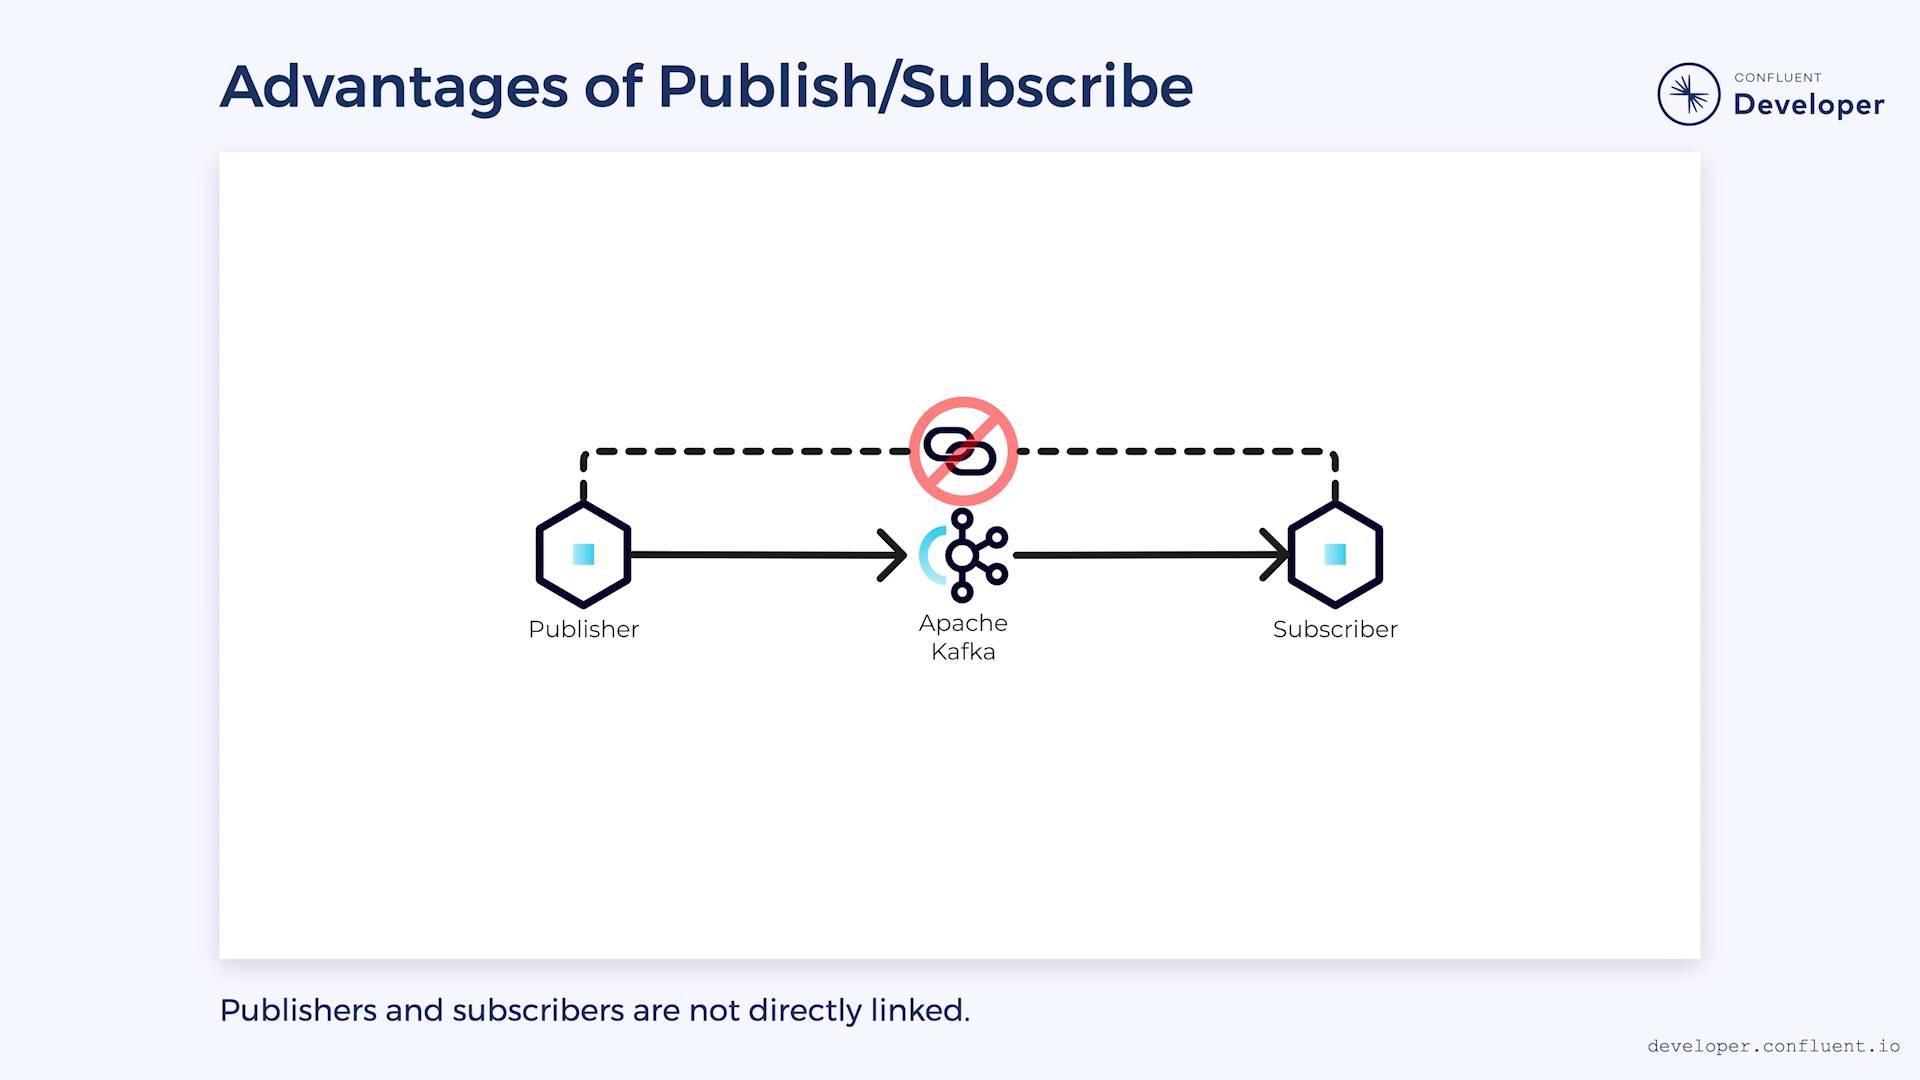 Advantages of Publish/Subscribe
CONFLUENT
Developer
Publisher
Apache
Kafka
Subscriber
Publishers and subscribers are not directly linked.
developer.confluent.io